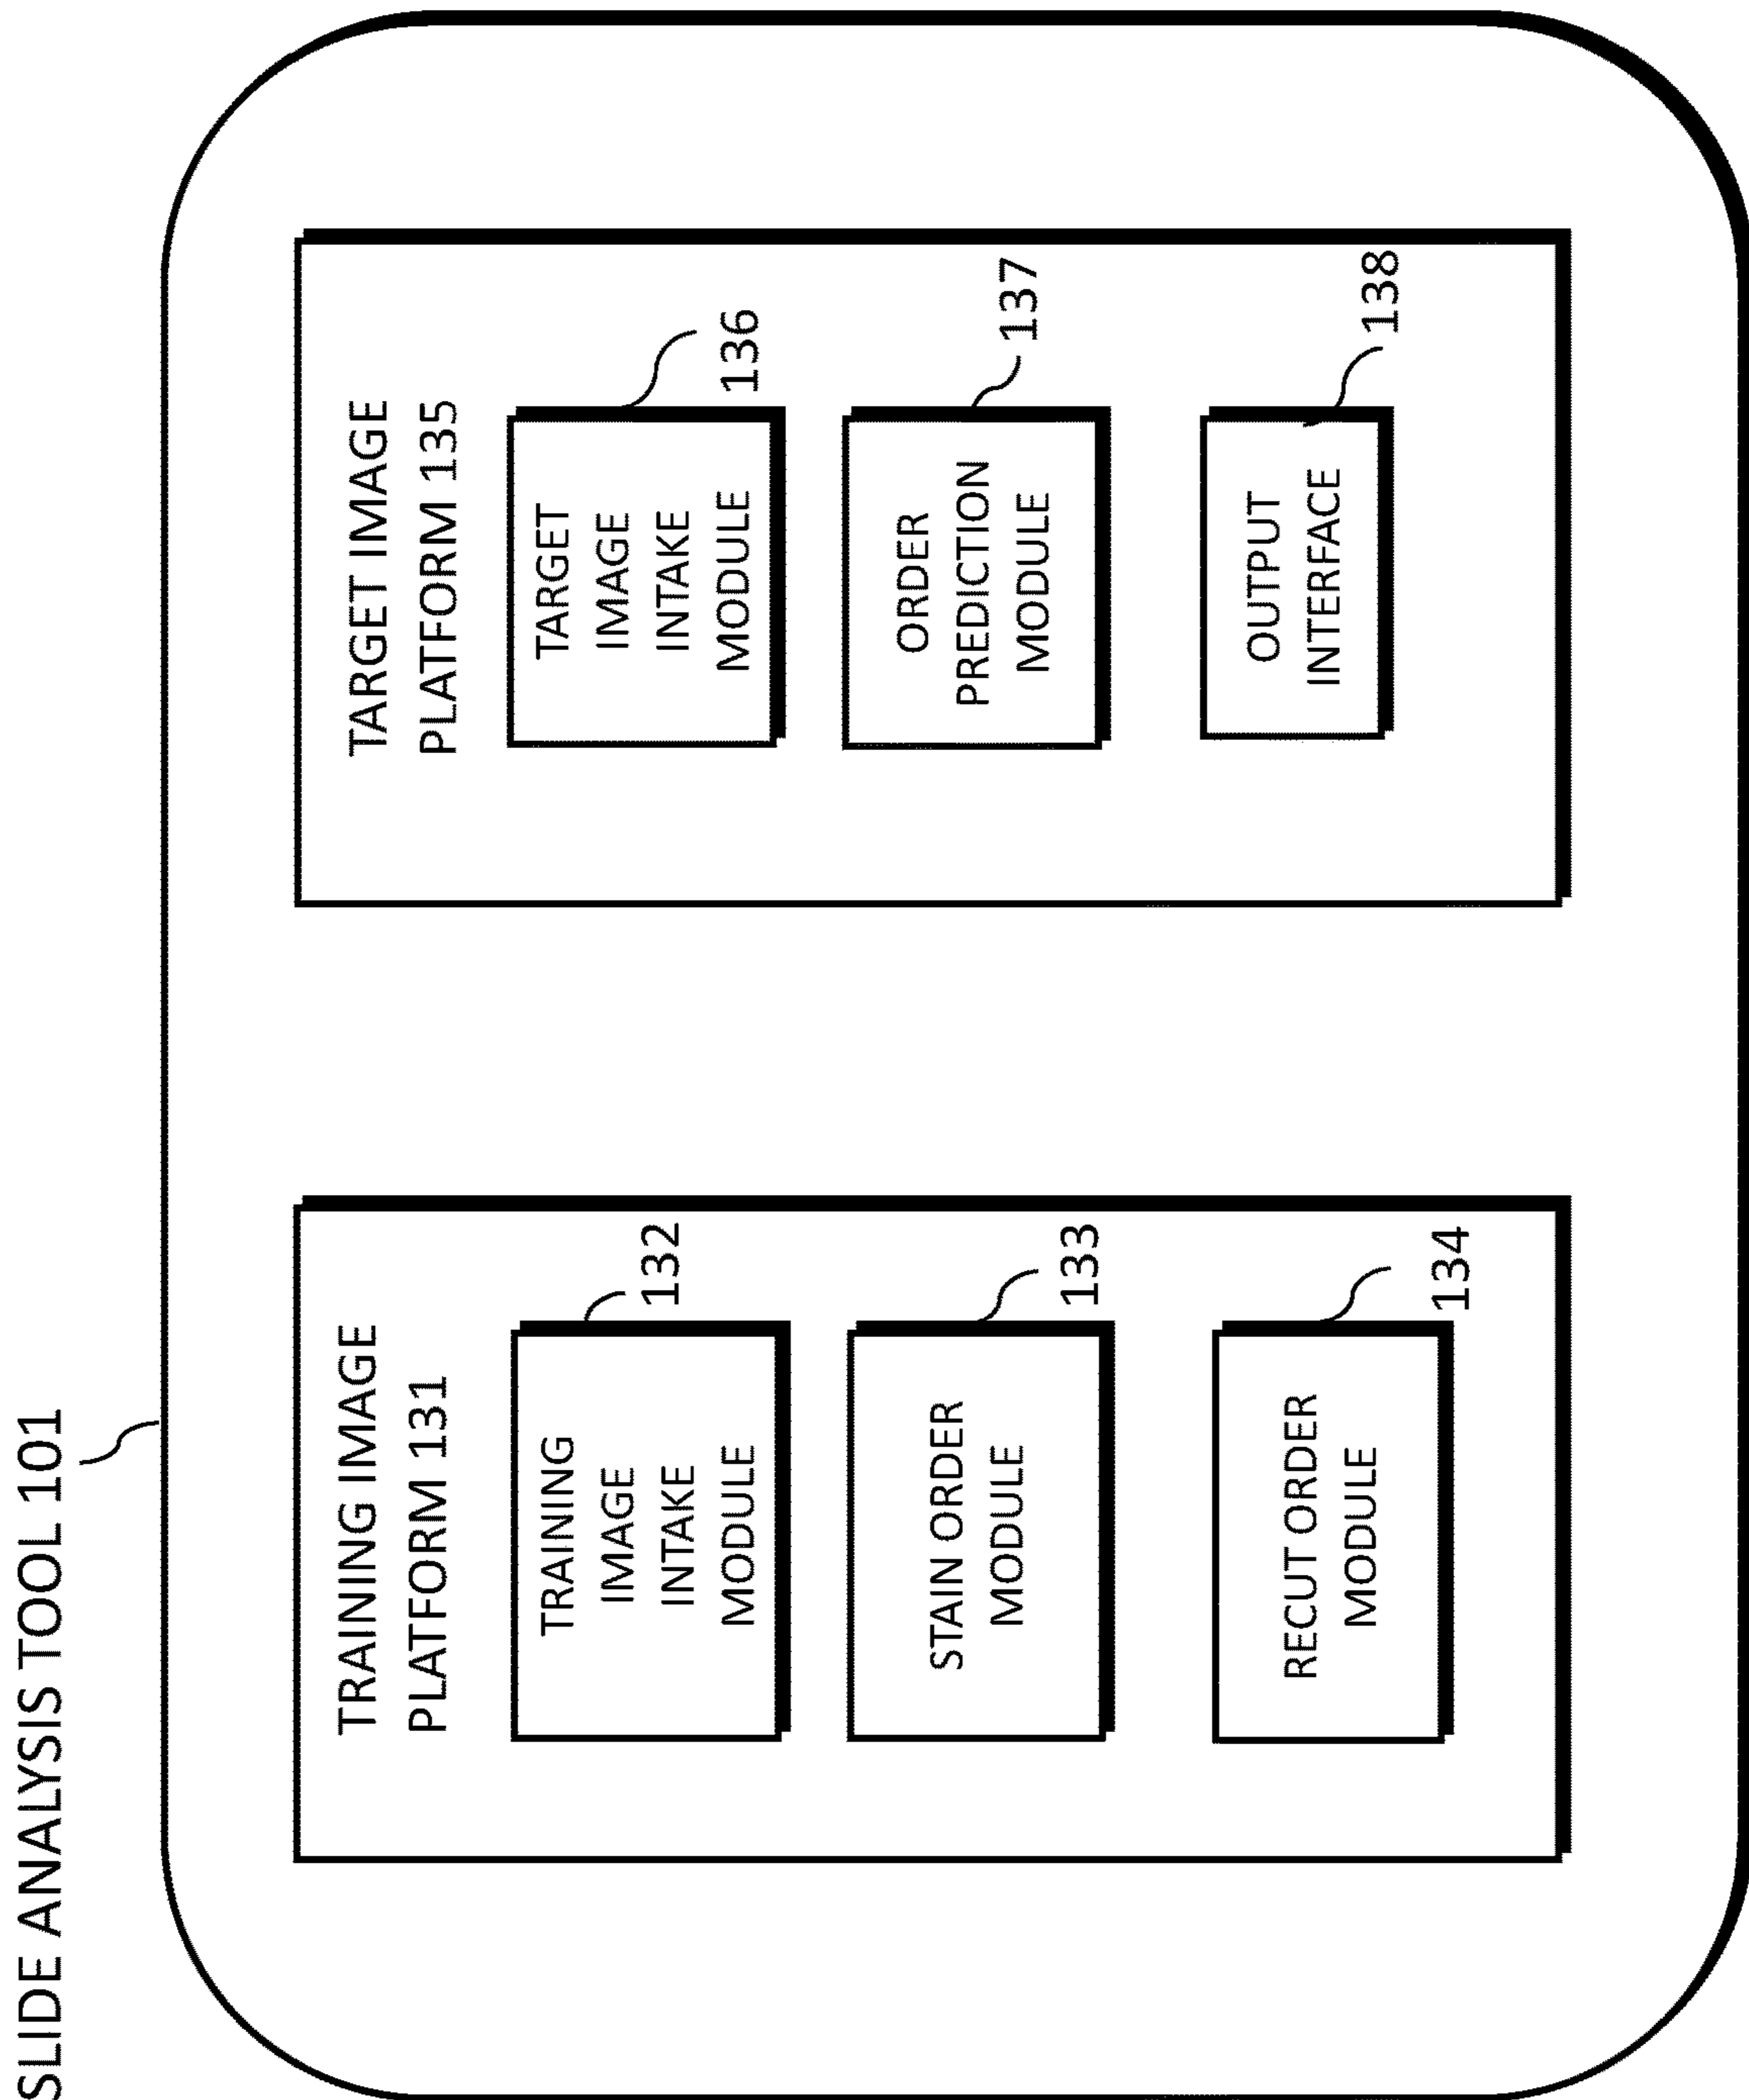 SLIDE ANALYSIS TOOL 101
TRAINING IMAGE
PLATFORM 131
TRAINING
IMAGE
INTAKE
MODULE
132
STAIN ORDER
MODULE
133
RECUT ORDER
MODULE
134
TARGET IMAGE
PLATFORM 135
TARGET
IMAGE
INTAKE
MODULE
136
ORDER
PREDICTION
MODULE
137
OUTPUT
INTERFACE
138